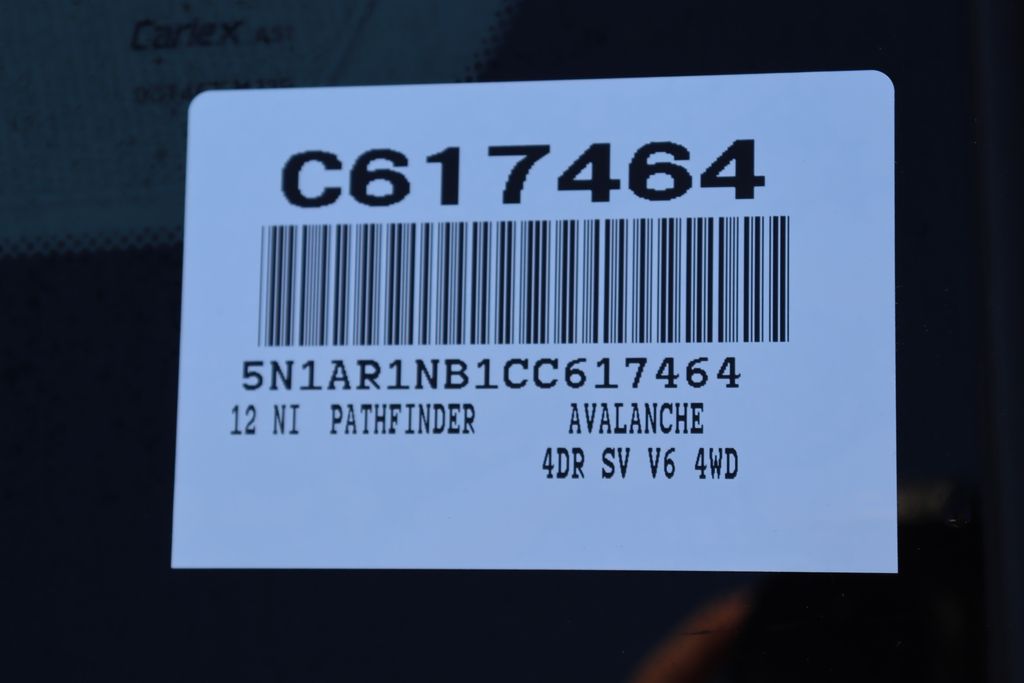 Carlex
C617464
5N1AR1NB1CC617464
12 NI PATHFINDER AVALANCHE
4DR SV V6 4WD